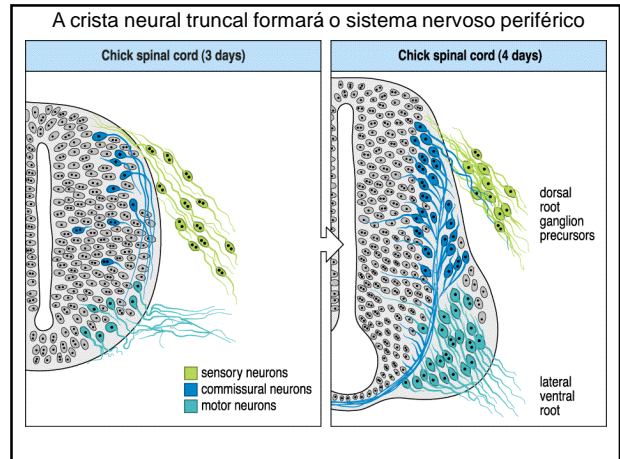 A crista neural truncal formará o sistema nervoso periférico
Chick spinal cord (3 days)
Chick spinal cord (4 days)
sensory neurons
commissural neurons
motor neurons
dorsal
root
ganglion
precursors
lateral
ventral
root